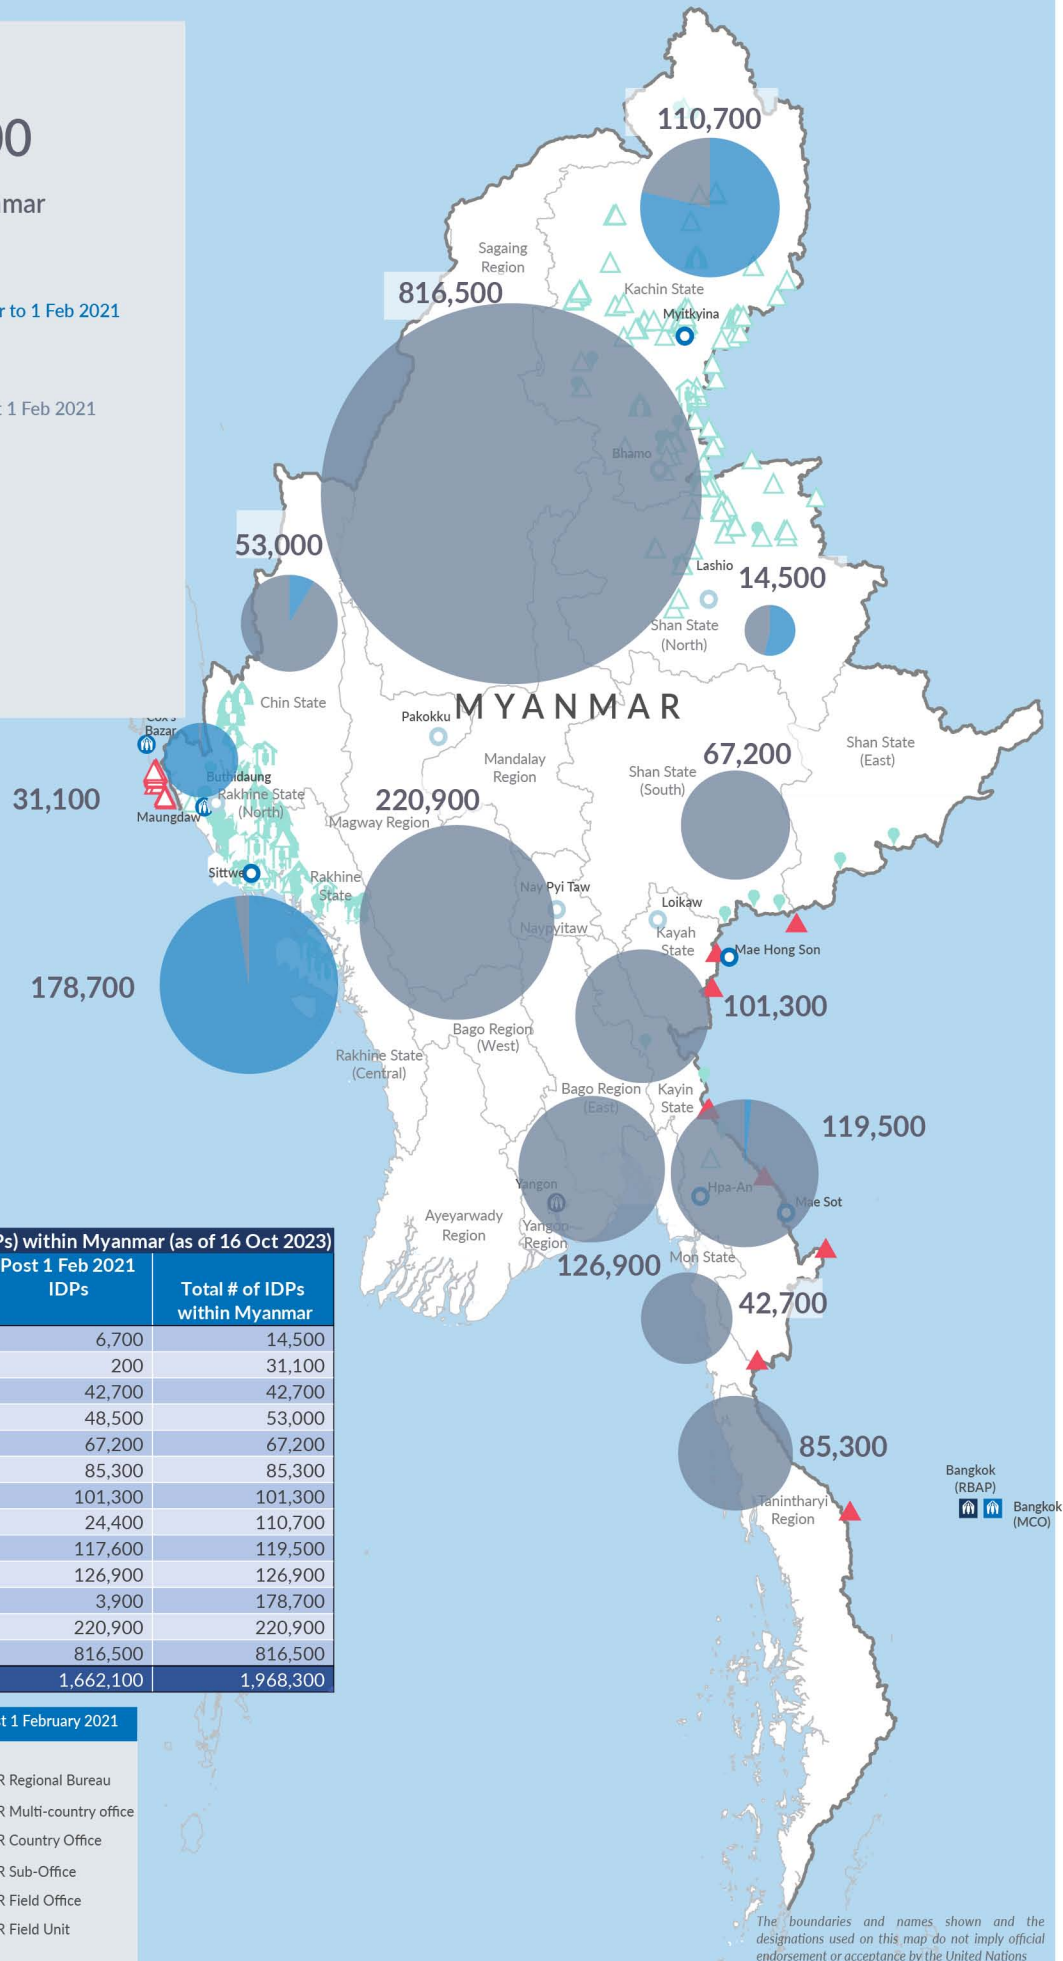 00
mar
r to 1 Feb 2021
1 Feb 2021
110,700
Sagaing
Region
816,500
Kachin State
Myitkyina
Bhamo
53,000
Lashio
14,500
Shan State
(North)
Chin State
MYANMAR
Pakokku
Cox's
Bazar
Mandalay
Region
67,200
Shan State
(East)
Shan State
(South)
Buthidaung
Rakhine State
(North)
31,100
220,900
Maungdaw
Magway Region
Sittwe
Rakhine
State
Nay Pyi Taw
Naypyitaw
Loikaw
Kayah
State
Mae Hong Son
178,700
101,300
Bago Region
(West)
Rakhine State
(Central)
Bago Region
(East)
Kayin
State
119,500
Yangon
Hpa-An
Mae Sot
Ayeyarwady
Region
Yangon
Region
Mon State
126,900
42,700
85,300
Tanintharyi
Region
Bangkok
(RBAP)
Bangkok
(MCO)
Ps) within Myanmar (as of 16 Oct 2023)
Post 1 Feb 2021
IDPs
Total # of IDPs
within Myanmar
6,700 14,500
200 31,100
42,700 42,700
48,500 53,000
67,200 67,200
85,300 85,300
101,300 101,300
24,400 110,700
117,600 119,500
126,900 126,900
3,900 178,700
220,900 220,900
816,500 816,500
1,662,100 1,968,300
st 1 February 2021
R Regional Bureau
R Multi-country office
R Country Office
R Sub-Office
R Field Office
R Field Unit
The boundaries and names shown and the
designations used on this map do not imply official
endorsement or acceptance by the United Nations